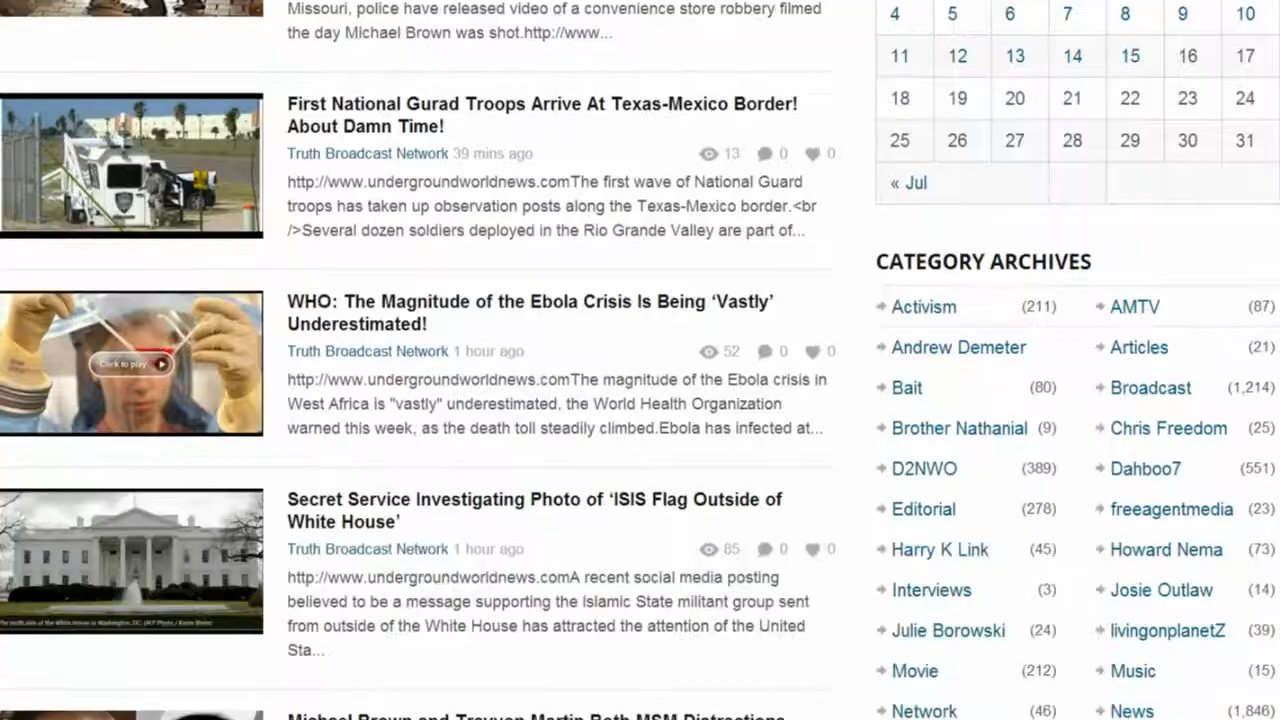 Missouri, police have released video of a convenience store robbery filmed
the day Michael Brown was shot.http://www...
First National Gurad Troops Arrive At Texas-Mexico Border!
About Damn Time!
Truth Broadcast Network 39 mins ago 13 0 0
http://www.undergroundworldnews.comThe first wave of National Guard
troops has taken up observation posts along the Texas-Mexico border.<br
/>Several dozen soldiers deployed in the Rio Grande Valley are part of...
Click to play
WHO: The Magnitude of the Ebola Crisis Is Being ‘Vastly’
Underestimated!
Truth Broadcast Network 1 hour ago 52 0 0
http://www.undergroundworldnews.comThe magnitude of the Ebola crisis in
West Africa is "vastly" underestimated, the World Health Organization
warned this week, as the death toll steadily climbed.Ebola has infected at...
Secret Service Investigating Photo of ‘ISIS Flag Outside of
White House’
Truth Broadcast Network 1 hour ago 85 0 0
http://www.undergroundworldnews.comA recent social media posting
believed to be a message supporting the Islamic State militant group sent
from outside of the White House has attracted the attention of the United
Sta...
Michael Brown and Trayvon Martin Both MSM Distractions
4 5 6 7 8 9 10
11 12 13 14 15 16 17
18 19 20 21 22 23 24
25 26 27 28 29 30 31
« Jul
CATEGORY ARCHIVES
Activism (211) AMTV (87)
Andrew Demeter Articles (21)
Bait (80) Broadcast (1,214)
Brother Nathanial (9) Chris Freedom (25)
D2NWO (389) Dahboo7 (551)
Editorial (278) freeagentmedia (23)
Harry K Link (45) Howard Nema (73)
Interviews (3) Josie Outlaw (14)
Julie Borowski (24) livingonplanetZ (39)
Movie (212) Music (15)
Network (46) News (1,846)